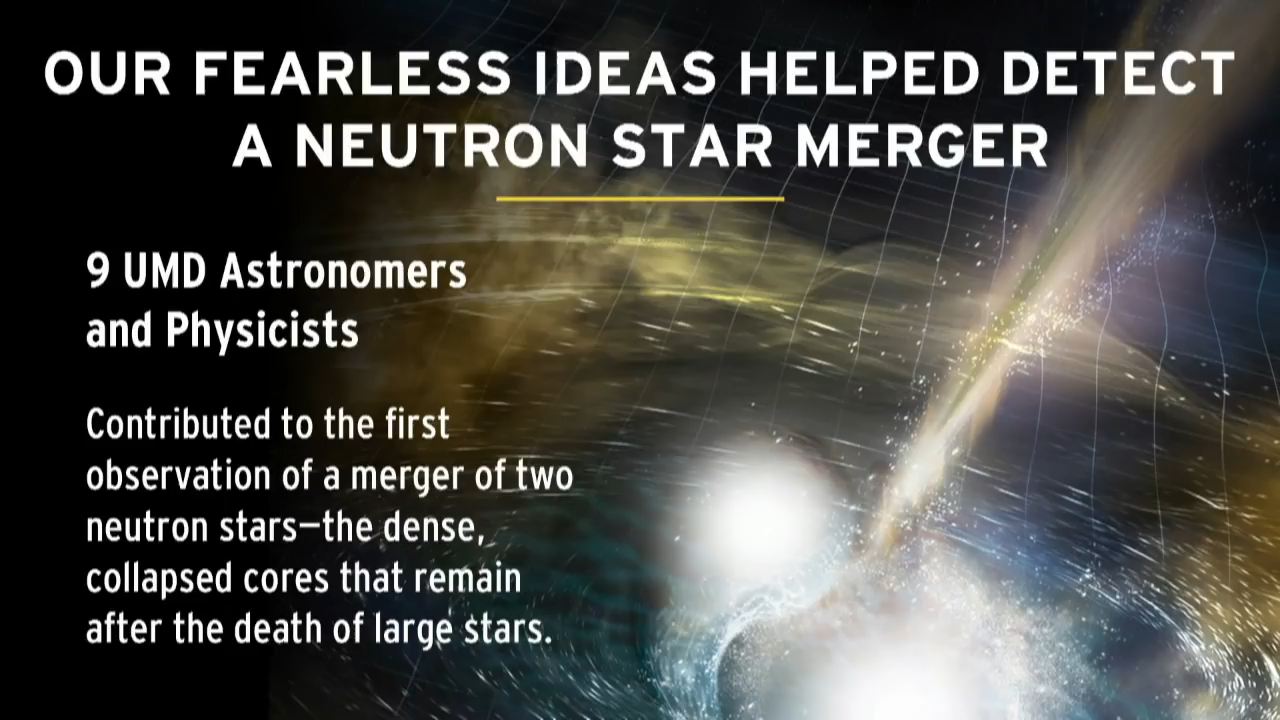 OUR FEARLESS IDEAS HELPED DETECT
A NEUTRON STAR MERGER
9 UMD Astronomers
and Physicists
Contributed to the first
observation of a merger of two
neutron stars—the dense,
collapsed cores that remain
after the death of large stars.